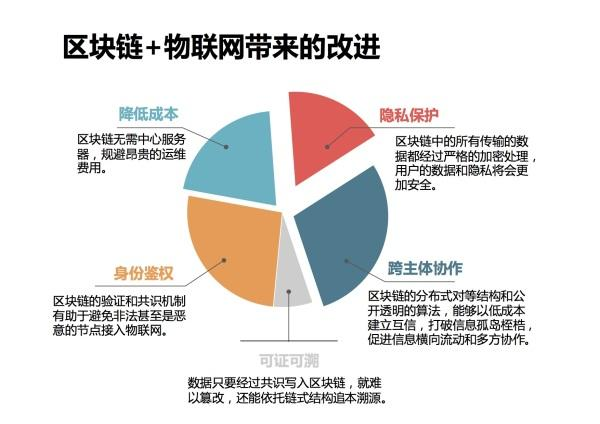 区块链+物联网带来的改进
降低成本
区块链无需中心服务
器，规避昂贵的运维
费用。
隐私保护
区块链中的所有传输的数
据都经过严格的加密处理，
用户的数据和隐私将会更
加安全。
身份鉴权
区块链的验证和共识机制
有助于避免非法甚至是恶
意的节点接入物联网。
跨主体协作
区块链的分布式对等结构和公
开透明的算法，能够以低成本
建立互信，打破信息孤岛桎梏，
促进信息横向流动和多方协作。
可证可溯
数据只要经过共识写入区块链，就难
以篡改，还能依托链式结构追本溯源。